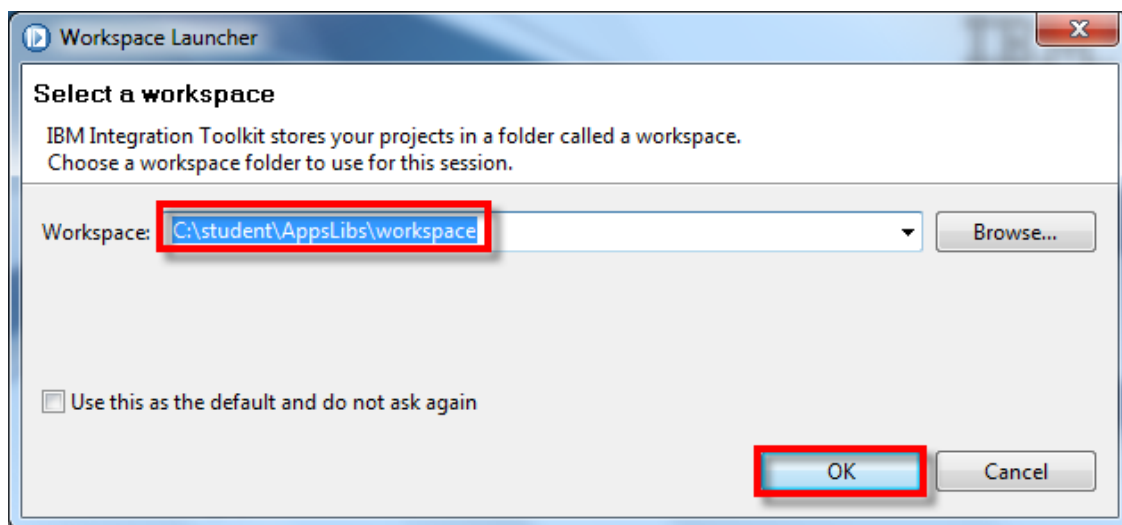 Workspace Launcher
IBM
Select a workspace
IBM Integration Toolkit stores your projects in a folder called a workspace.
Choose a workspace folder to use for this session.
Workspace: C:\student\AppsLibs\workspace Browse...
Use this as the default and do not ask again
OK Cancel